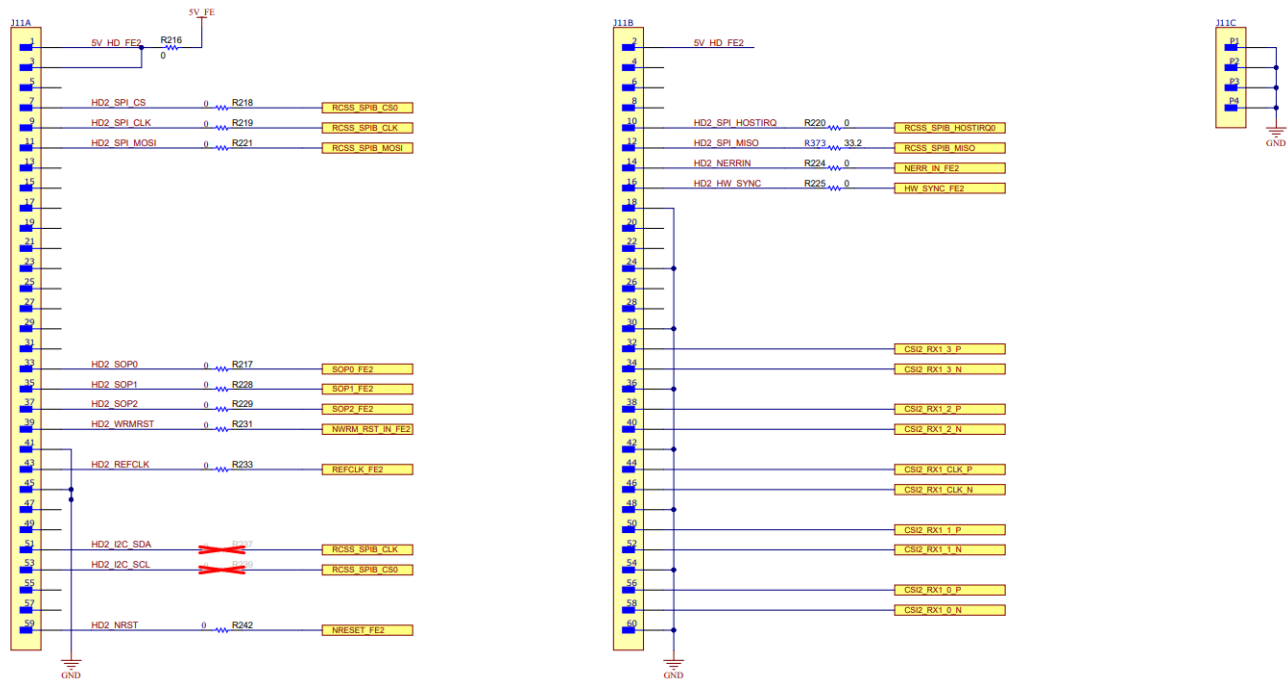 5V_FE
J11A
J11B
J11C
1 5V_HD_FE2 R216
0
3
5
7 HD2_SPI_CS 0 R218 RCSS_SPIB_CS0
9 HD2_SPI_CLK 0 R219 RCSS_SPIB_CLK
11 HD2_SPI_MOSI 0 R221 RCSS_SPIB_MOSI
13
15
17
19
21
23
25
27
29
31
33 HD2_SOP0 0 R217 SOP0_FE2
35 HD2_SOP1 0 R228 SOP1_FE2
37 HD2_SOP2 0 R229 SOP2_FE2
39 HD2_WRMRST 0 R231 NWRM_RST_IN_FE2
41
43 HD2_REFCLK 0 R233 REFCLK_FE2
45
47
49
51 HD2_I2C_SDA RCSS_SPIB_CLK
53 HD2_I2C_SCL RCSS_SPIB_CS0
55
57
59 HD2_NRST 0 R242 NRESET_FE2
GND
2 5V_HD_FE2
4
6
8
10 HD2_SPI_HOSTIRQ R220 0 RCSS_SPIB_HOSTIRQ0
12 HD2_SPI_MISO R373 33.2 RCSS_SPIB_MISO
14 HD2_NERRIN R224 0 NERR_IN_FE2
16 HD2_HW_SYNC R225 0 HW_SYNC_FE2
18
20
22
24
26
28
30
32 CSI2_RX1_3_P
34 CSI2_RX1_3_N
36
38 CSI2_RX1_2_P
40 CSI2_RX1_2_N
42
44 CSI2_RX1_CLK_P
46 CSI2_RX1_CLK_N
48
50 CSI2_RX1_1_P
52 CSI2_RX1_1_N
54
56 CSI2_RX1_0_P
58 CSI2_RX1_0_N
60
GND
P1
P2
P3
P4
GND